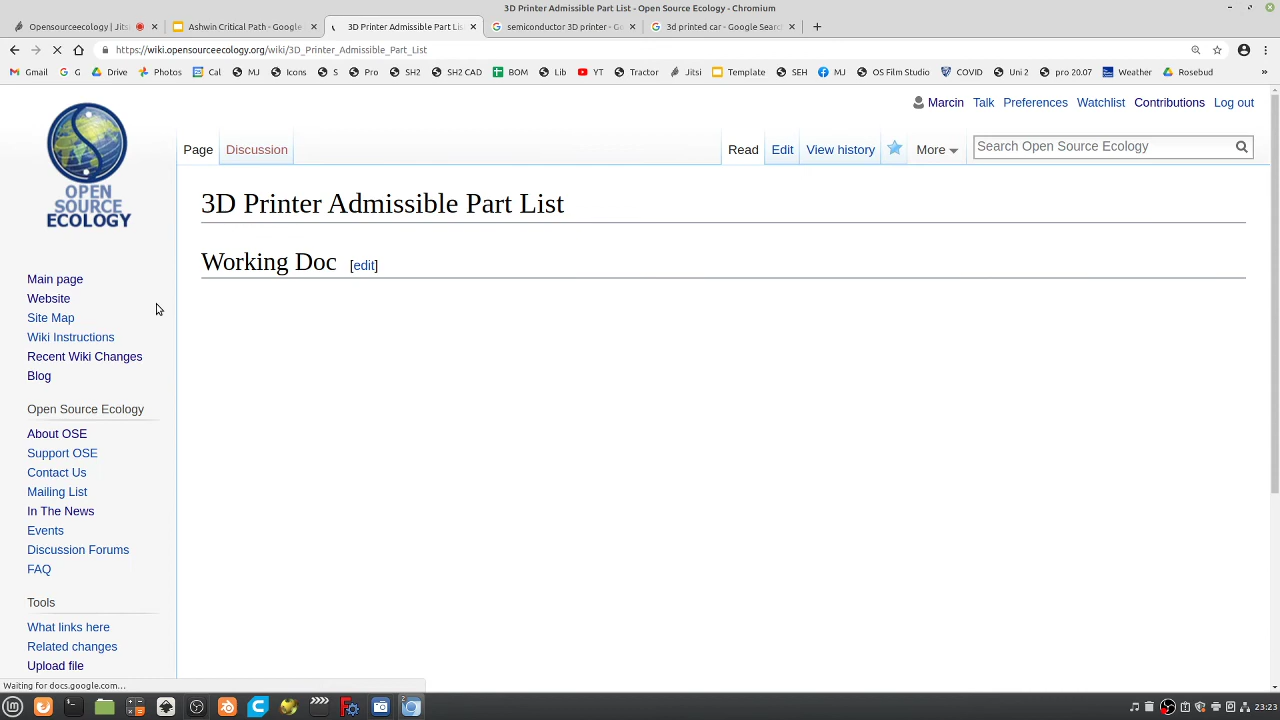 3D Printer Admissible Part List - Open Source Ecology - Chromium
Opensourceecology | Jitsi
Ashwin Critical Path - Google
3D Printer Admissible Part Lis
semiconductor 3D printer - Go
3d printed car - Google Searc
https://wiki.opensourceecology.org/wiki/3D_Printer_Admissible_Part_List
Gmail G Drive Photos Cal MJ Icons S Pro SH2 SH2 CAD BOM Lib YT Tractor Jitsi Template SEH MJ OS Film Studio COVID Uni 2 pro 20.07 Weather Rosebud »
Marcin Talk Preferences Watchlist Contributions Log out
Page Discussion Read Edit View history More Search Open Source Ecology
OPEN
SOURCE
ECOLOGY
3D Printer Admissible Part List
Working Doc [edit]
Main page
Website
Site Map
Wiki Instructions
Recent Wiki Changes
Blog
Open Source Ecology
About OSE
Support OSE
Contact Us
Mailing List
In The News
Events
Discussion Forums
FAQ
Tools
What links here
Related changes
Upload file
Waiting for docs.google.com...
23:23